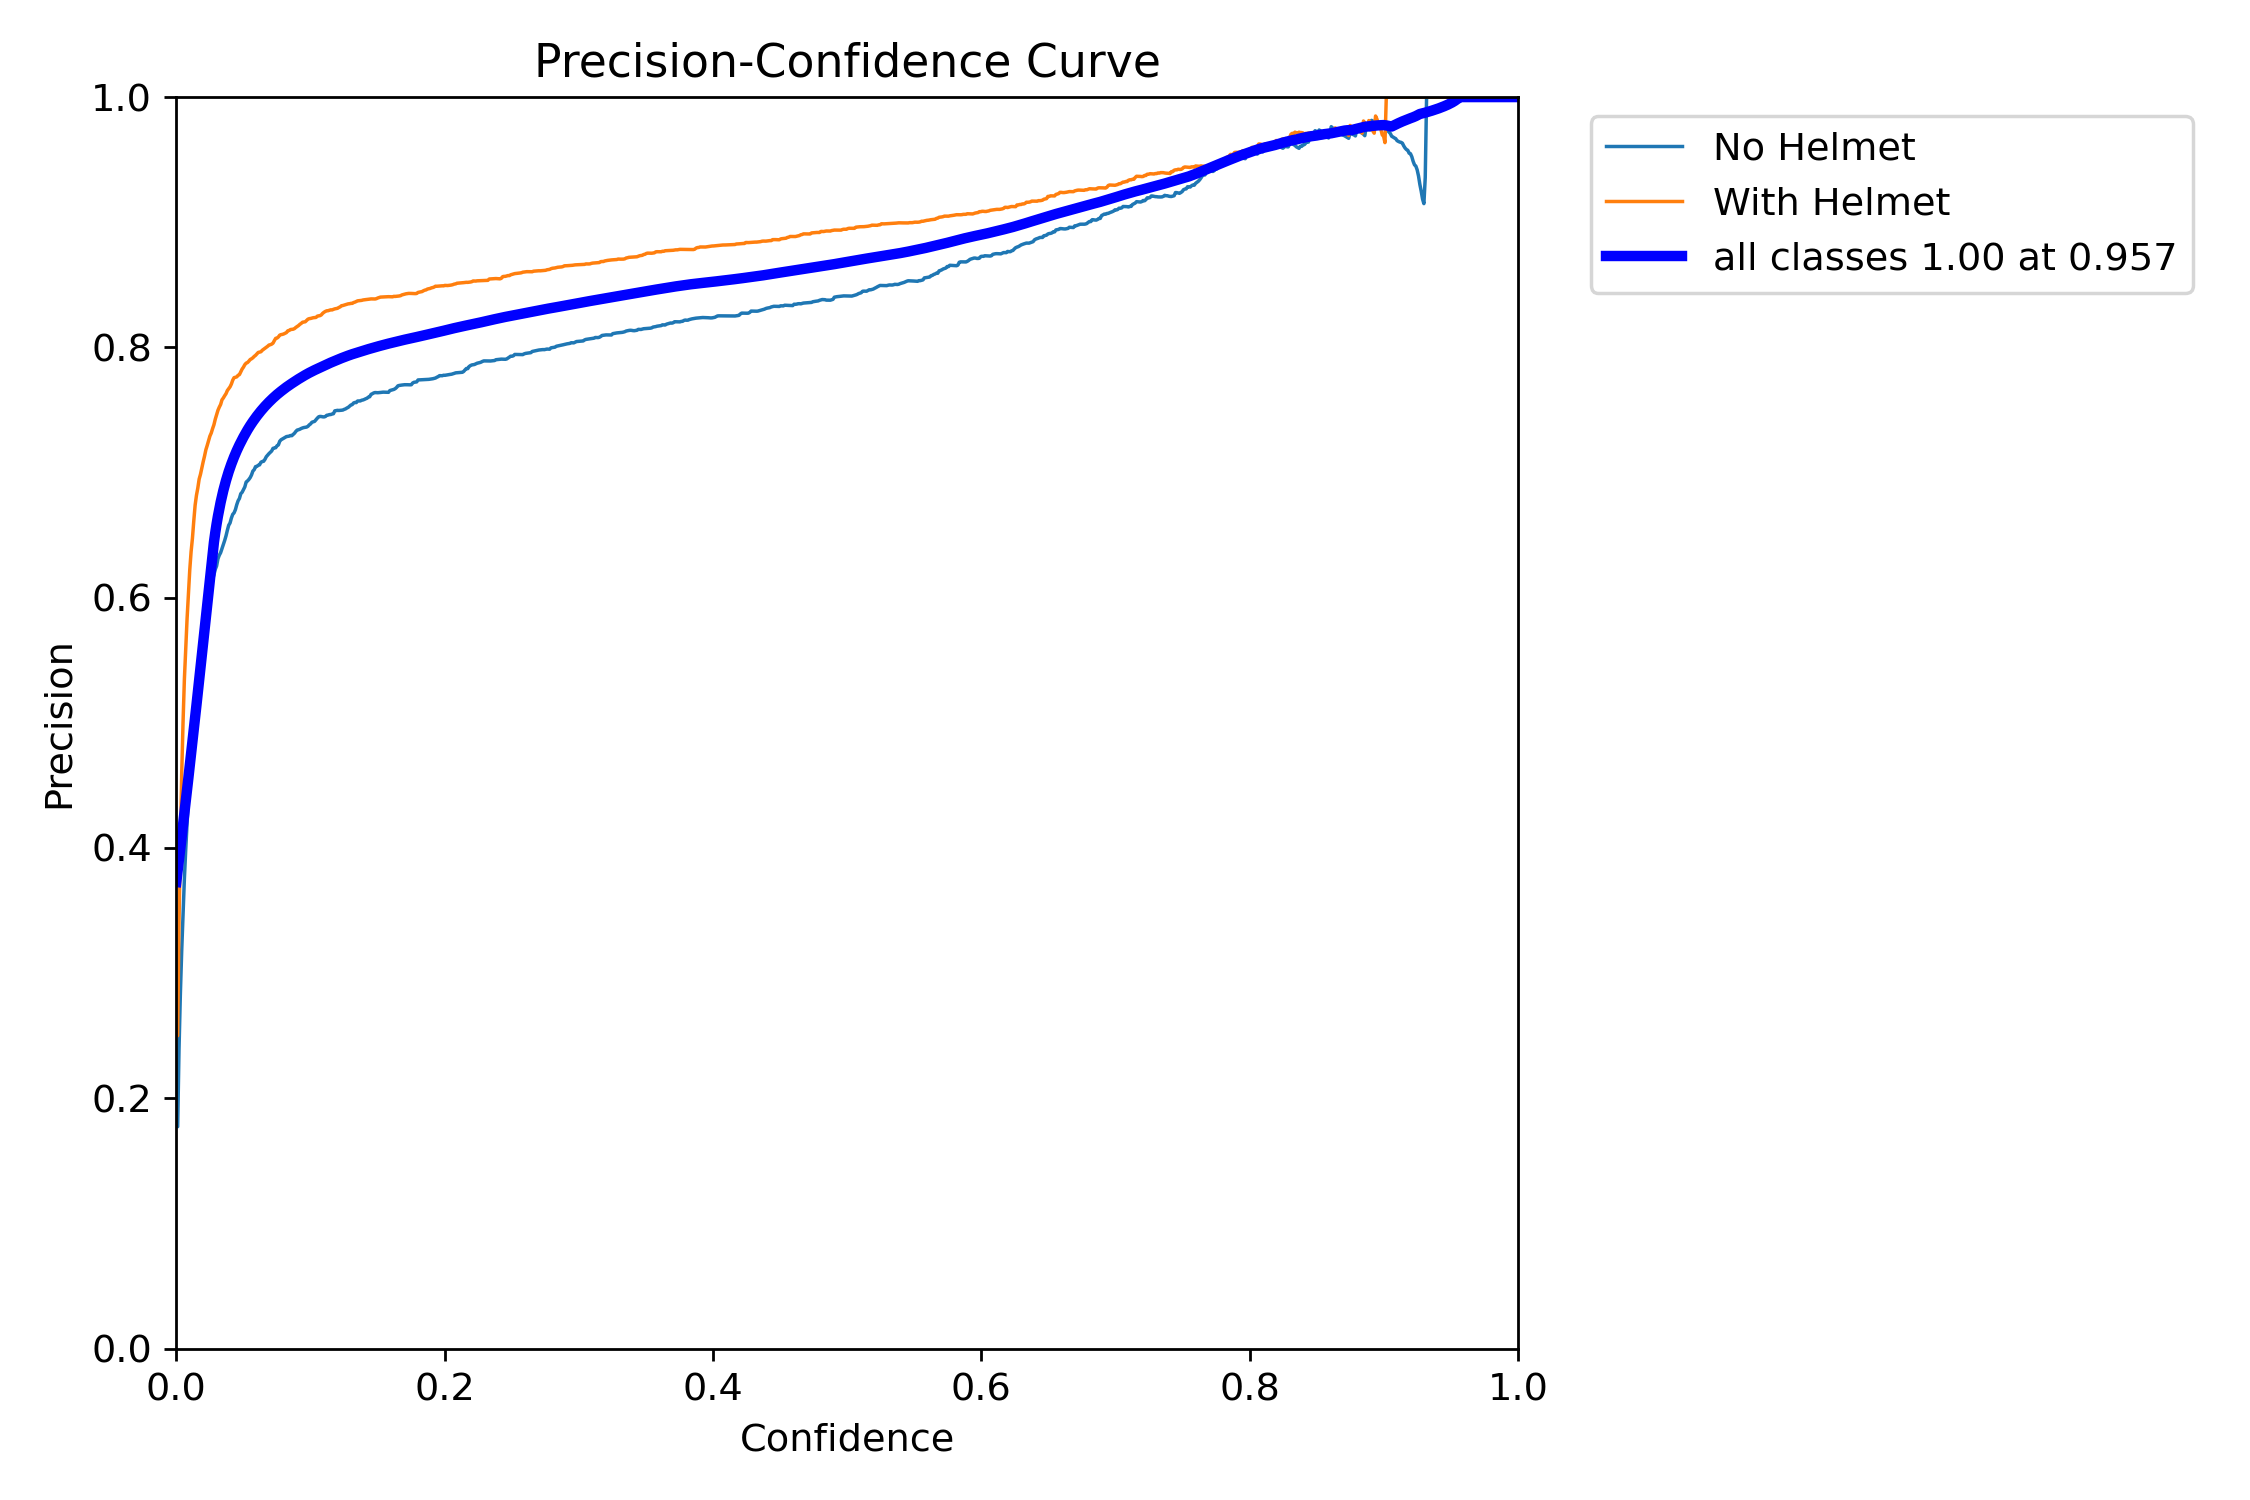 Precision-Confidence Curve
1.0
0.8
0.6
0.4
0.2
0.0
Precision
0.0 0.2 0.4 0.6 0.8 1.0
Confidence
No Helmet
With Helmet
all classes 1.00 at 0.957